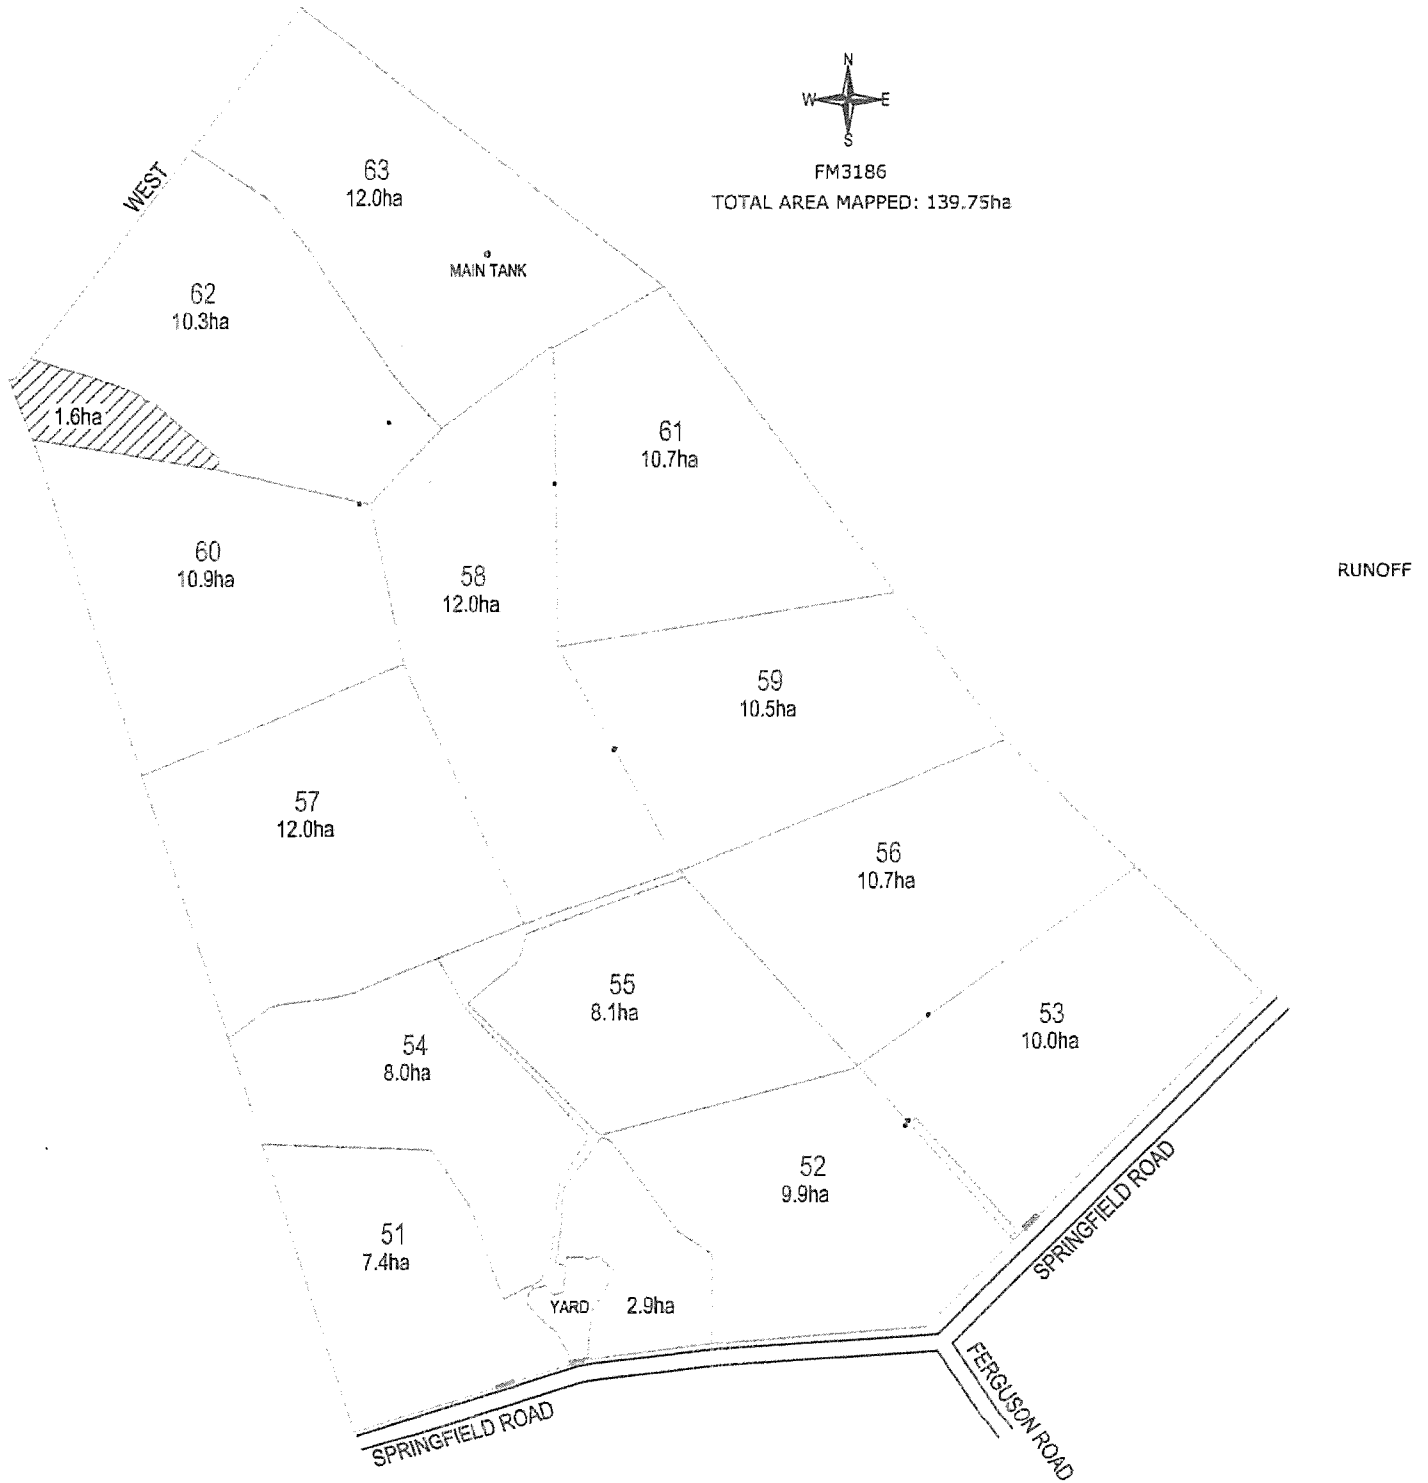 N
W E
S
FM3186
TOTAL AREA MAPPED: 139.75ha
WEST
63
12.0ha
MAIN TANK
62
10.3ha
1.6ha
61
10.7ha
60
10.9ha
58
12.0ha
RUNOFF
59
10.5ha
57
12.0ha
56
10.7ha
55
8.1ha
53
10.0ha
54
8.0ha
52
9.9ha
51
7.4ha
YARD
2.9ha
SPRINGFIELD ROAD
FERGUSON ROAD
SPRINGFIELD ROAD